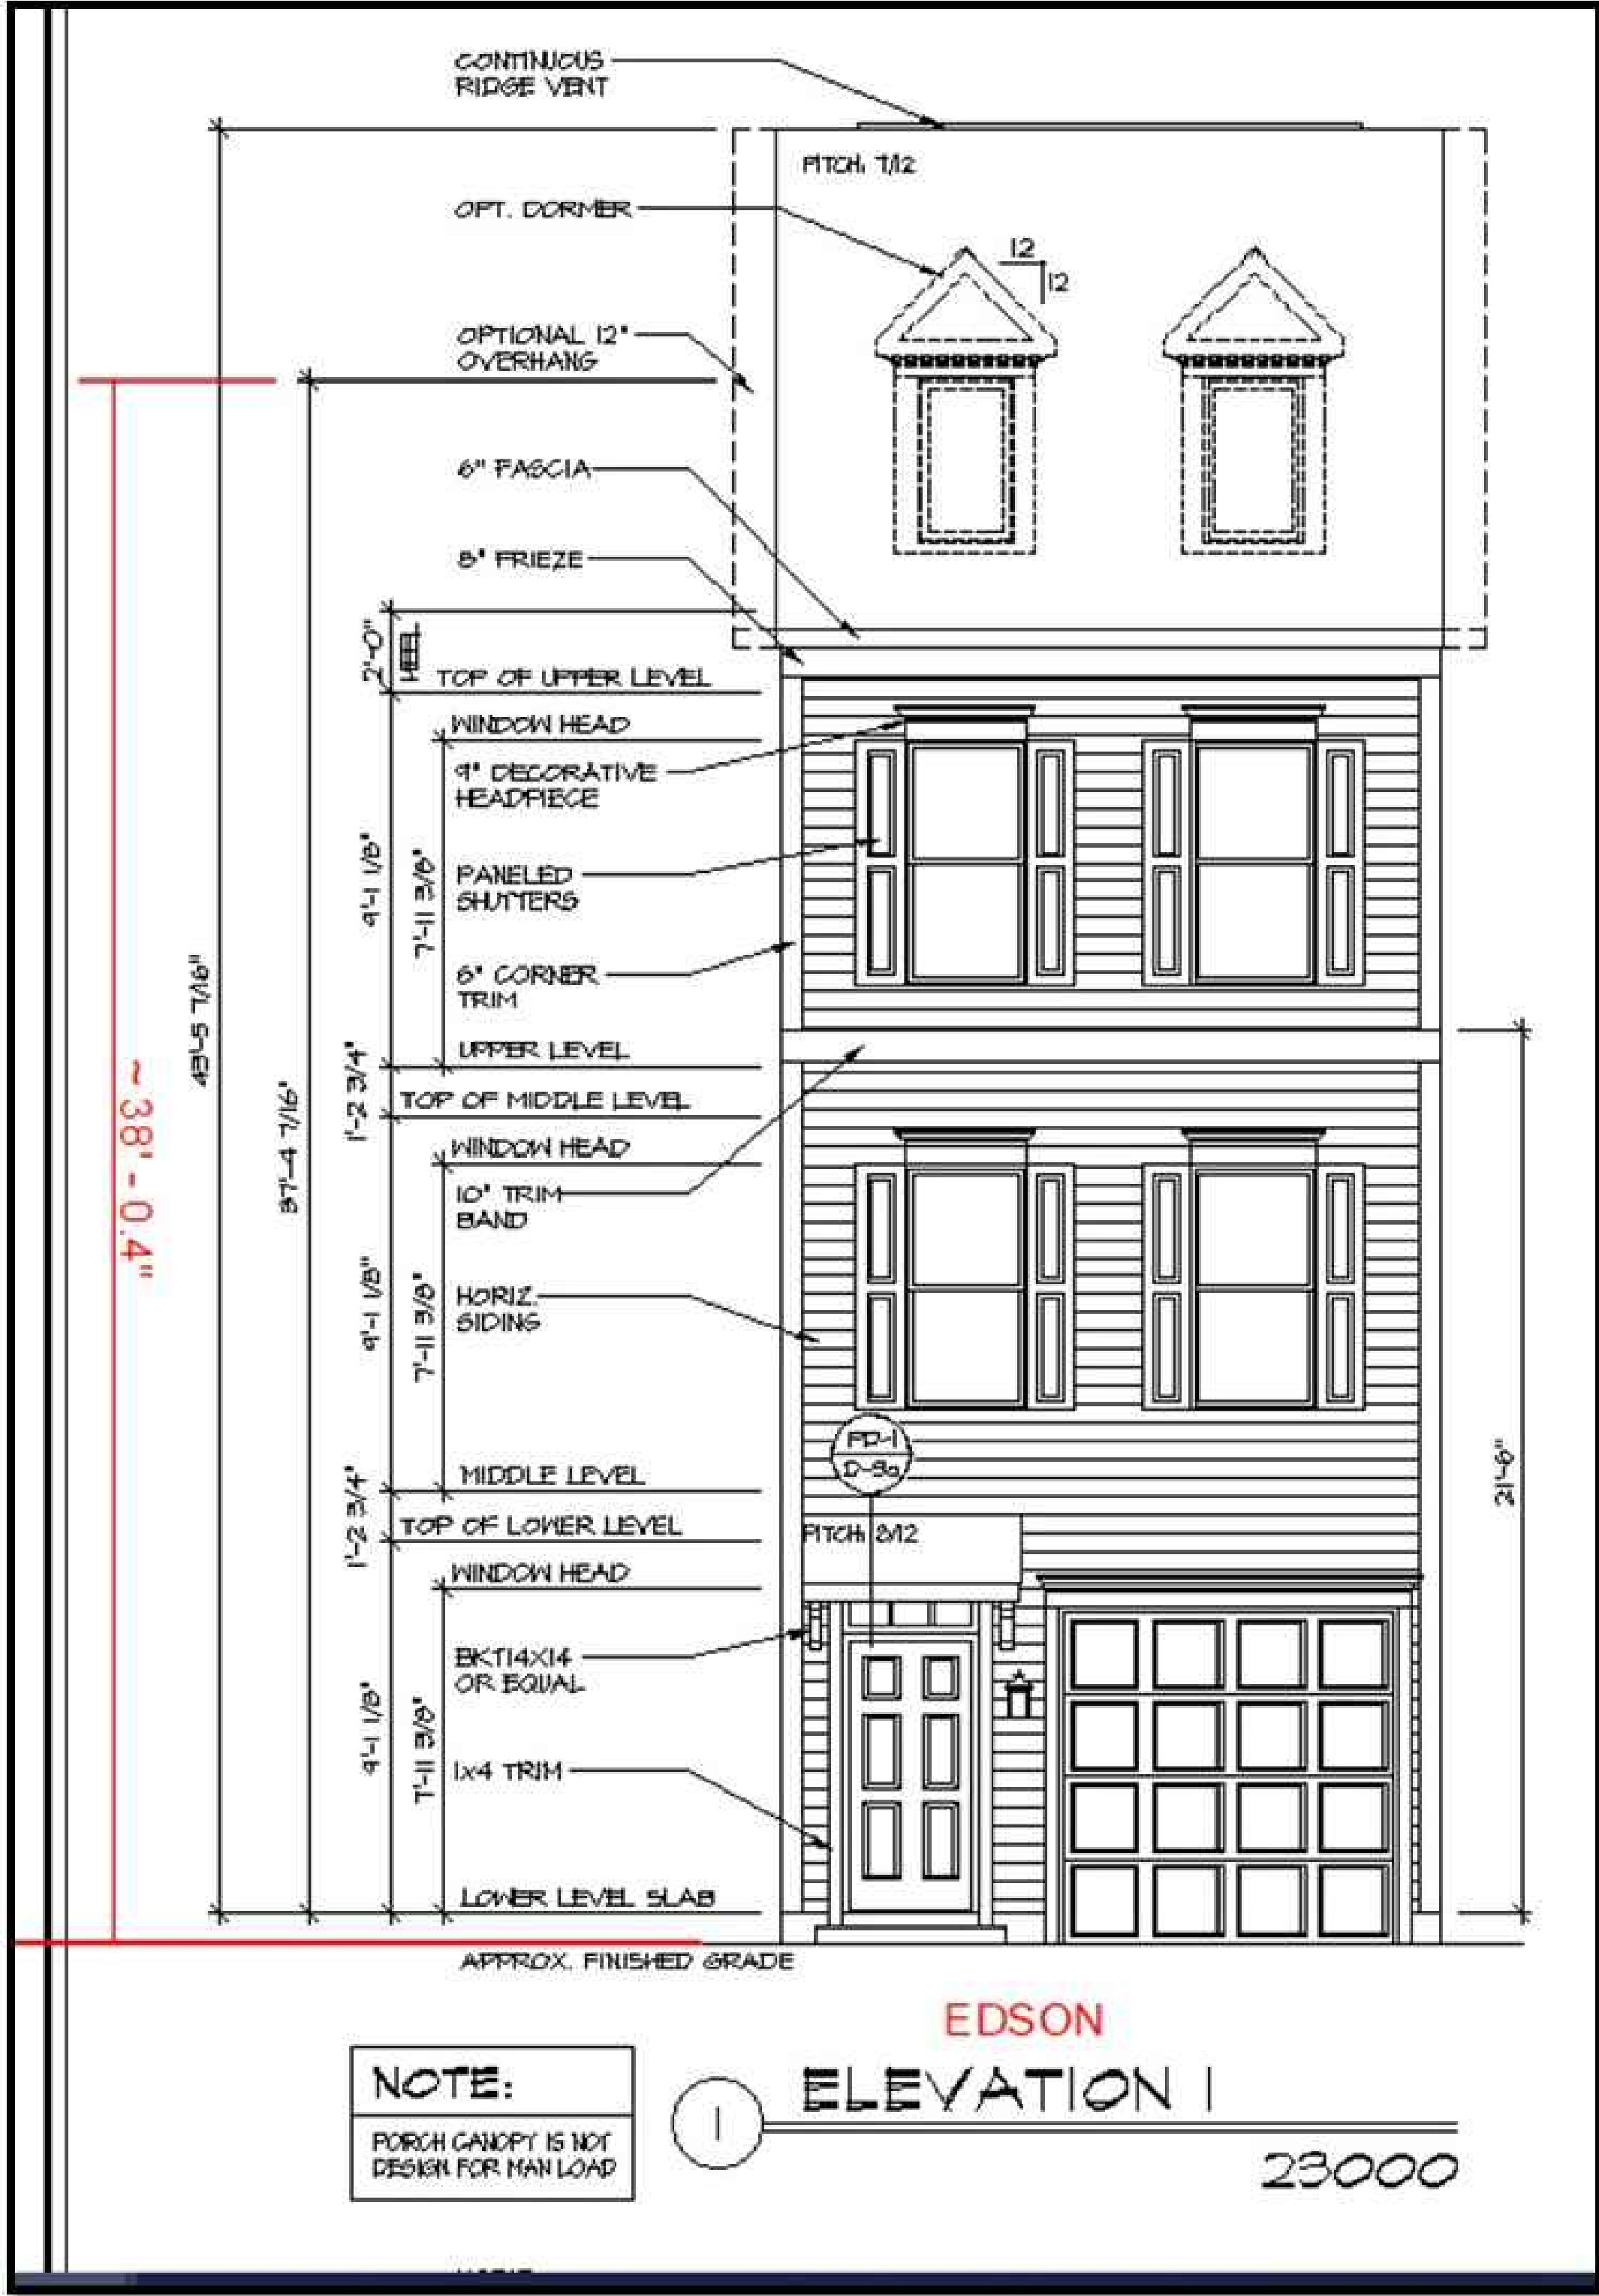 CONTINUOUS
RIDGE VENT
PITCH: 7/12
OPT. DORMER
12
12
OPTIONAL 12"
OVERHANG
6" FASCIA
8" FRIEZE
2'-0"
HEEL
TOP OF UPPER LEVEL
WINDOW HEAD
9" DECORATIVE
HEADPIECE
9'-1 1/8"
7'-11 3/8"
PANELED
SHUTTERS
6" CORNER
TRIM
43'-5 7/16"
~ 38' - 0.4"
37'-4 7/16"
UPPER LEVEL
1'-2 3/4"
TOP OF MIDDLE LEVEL
WINDOW HEAD
10" TRIM
BAND
9'-1 1/8"
7'-11 3/8"
HORIZ.
SIDING
FD-1
MIDDLE LEVEL
21'-6"
1'-2 3/4"
TOP OF LOWER LEVEL
PITCH: 8/12
WINDOW HEAD
BKT14X14
OR EQUAL
9'-1 1/8"
7'-11 3/8"
1x4 TRIM
LOWER LEVEL SLAB
APPROX. FINISHED GRADE
EDSON
NOTE:
PORCH CANOPY IS NOT
DESIGN FOR MAN LOAD
1
ELEVATION 1
23000